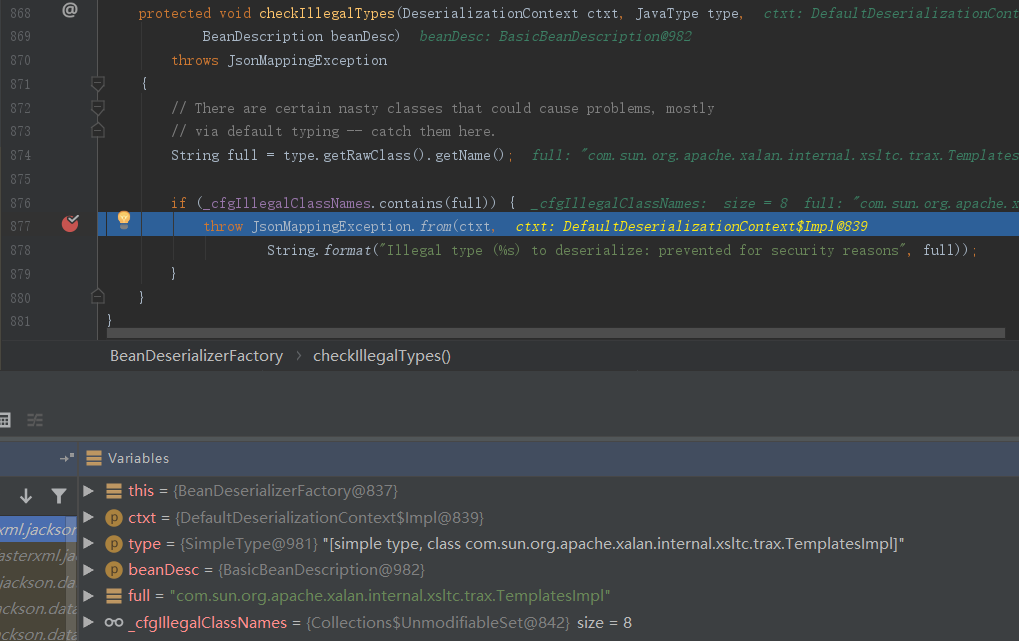 868 @ protected void checkIllegalTypes(DeserializationContext ctxt, JavaType type, ctxt: DefaultDeserializationCont
869 BeanDescription beanDesc) beanDesc: BasicBeanDescription@982
870 throws JsonMappingException
871 {
872 // There are certain nasty classes that could cause problems, mostly
873 // via default typing -- catch them here.
874 String full = type.getRawClass().getName(); full: "com.sun.org.apache.xalan.internal.xsltc.trax.Templates
875
876 if (_cfgIllegalClassNames.contains(full)) { _cfgIllegalClassNames: size = 8 full: "com.sun.org.apache.x
877 throw JsonMappingException.from(ctxt, ctxt: DefaultDeserializationContext$Impl@839
878 String.format("Illegal type (%s) to deserialize: prevented for security reasons", full));
879 }
880 }
881 }
BeanDeserializerFactory › checkIllegalTypes()
Variables
this = {BeanDeserializerFactory@837}
p ctxt = {DefaultDeserializationContext$Impl@839}
xml.jackson
p type = {SimpleType@981} "[simple type, class com.sun.org.apache.xalan.internal.xsltc.trax.TemplatesImpl]"
asterxml.ja
p beanDesc = {BasicBeanDescription@982}
jackson.da
full = "com.sun.org.apache.xalan.internal.xsltc.trax.TemplatesImpl"
ckson.data
_cfgIllegalClassNames = {Collections$UnmodifiableSet@842} size = 8
ckson.data